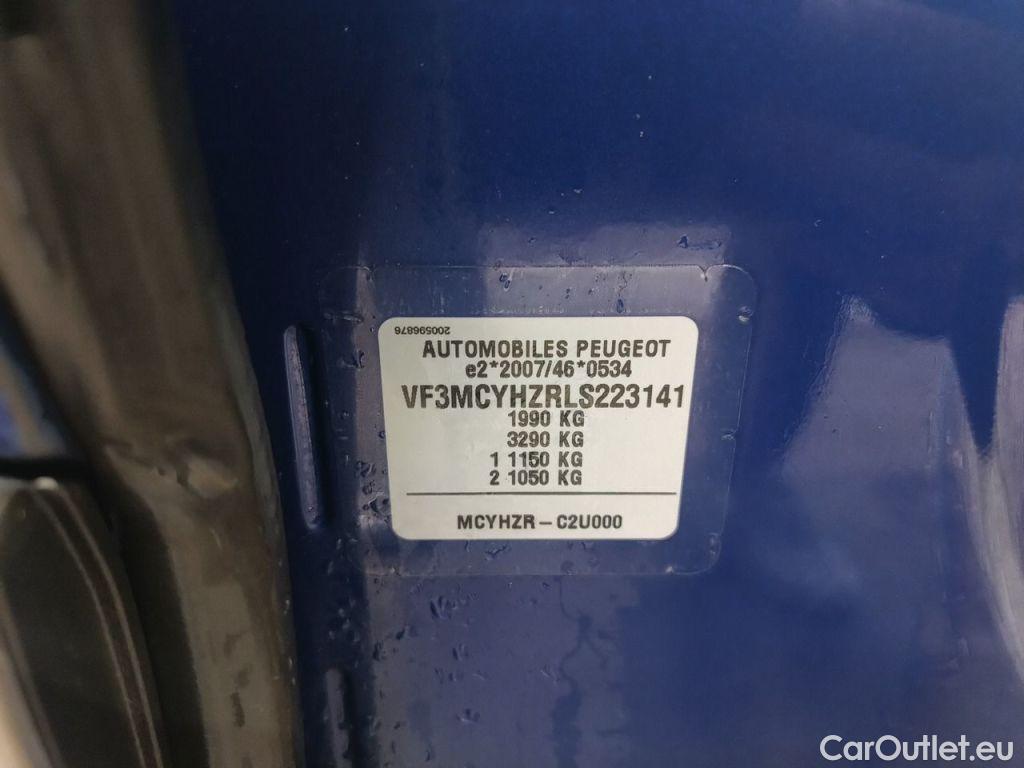 200596876
AUTOMOBILES PEUGEOT
e2*2007/46*0534
VF3MCYHZRLS223141
1990 KG
3290 KG
1 1150 KG
2 1050 KG
MCYHZR – C2U000
CarOutlet.eu